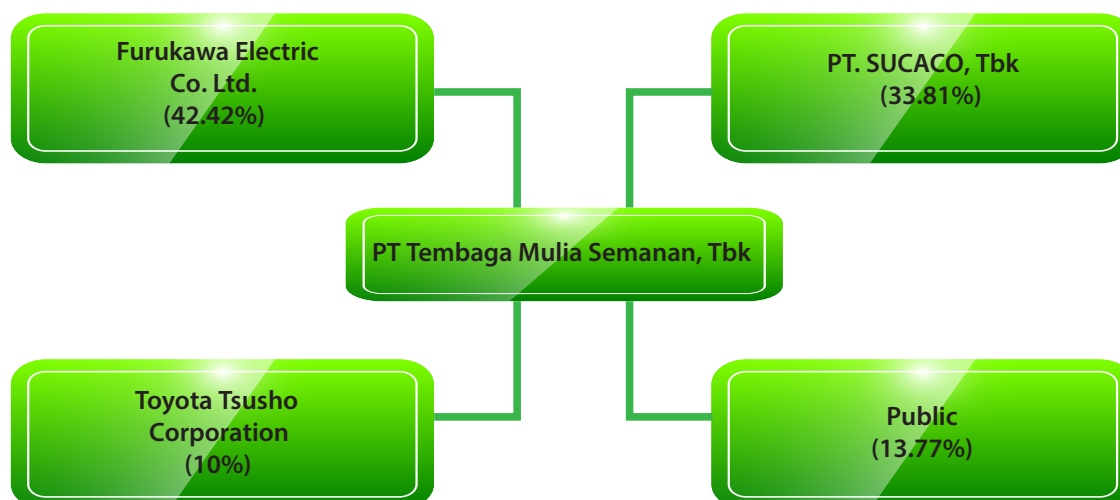 Furukawa Electric
Co. Ltd.
(42.42%)
PT. SUCACO, Tbk
(33.81%)
PT Tembaga Mulia Semanan, Tbk
Toyota Tsusho
Corporation
(10%)
Public
(13.77%)